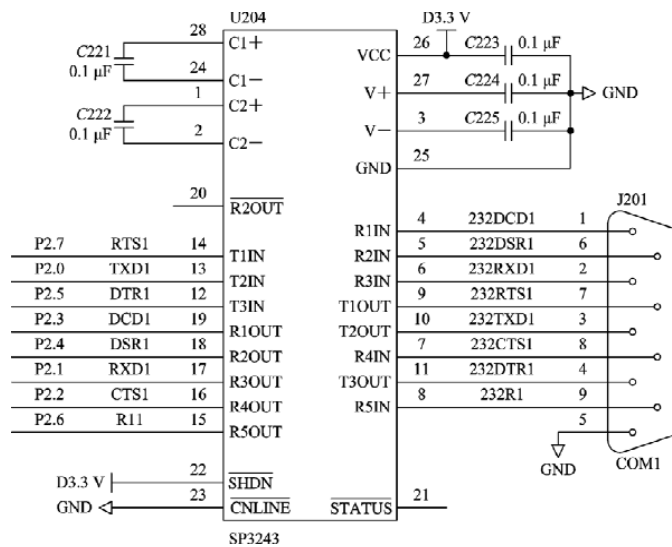 U204
D3.3 V
28
C1+
C221
0.1 μF
24
C1−
1
C2+
C222
0.1 μF
2
C2−
20
R2OUT
P2.7 RTS1 14 T1IN
P2.0 TXD1 13 T2IN
P2.5 DTR1 12 T3IN
P2.3 DCD1 19 R1OUT
P2.4 DSR1 18 R2OUT
P2.1 RXD1 17 R3OUT
P2.2 CTS1 16 R4OUT
P2.6 R11 15 R5OUT
D3.3 V 22 SHDN
GND 23 CNLINE
SP3243
VCC 26 C223 0.1 μF
V+ 27 C224 0.1 μF
GND
V− 3 C225 0.1 μF
GND 25
J201
R1IN 4 232DCD1 1
R2IN 5 232DSR1 6
R3IN 6 232RXD1 2
T1OUT 9 232RTS1 7
T2OUT 10 232TXD1 3
R4IN 7 232CTS1 8
T3OUT 11 232DTR1 4
R5IN 8 232R1 9
5
GND
COM1
STATUS 21